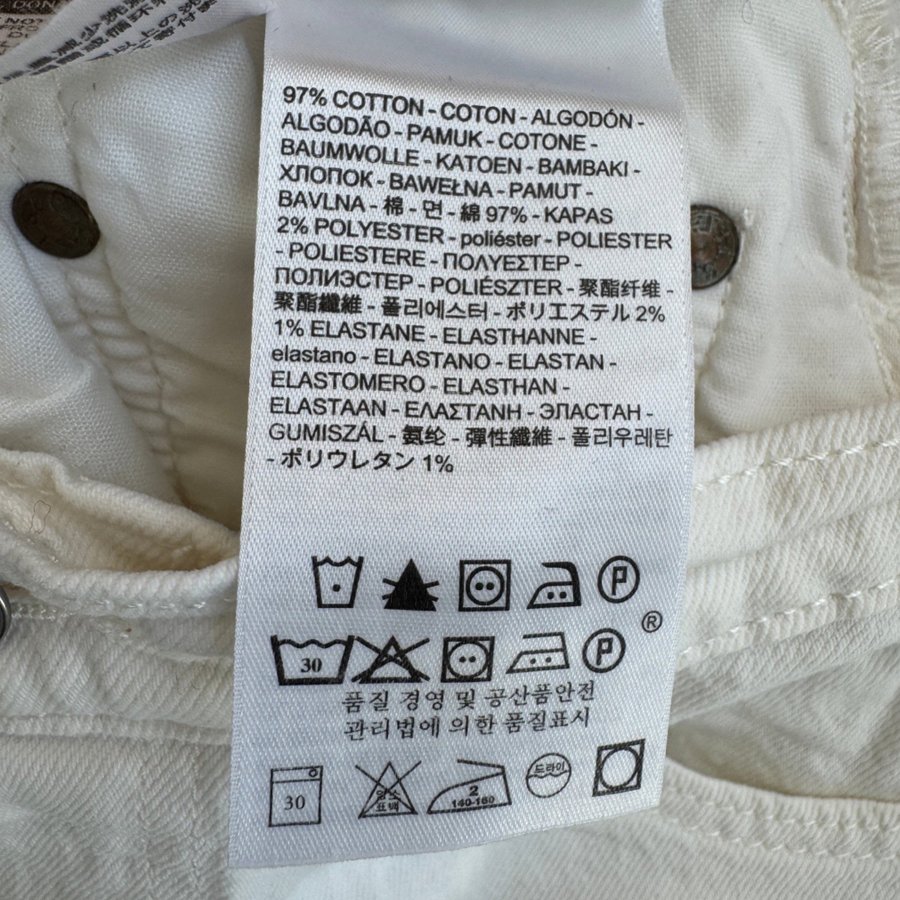 97% COTTON - COTON - ALGODÓN -
ALGODÃO - PAMUK - COTONE -
BAUMWOLLE - KATOEN - BAMBAKI -
ХЛОПОК - BAWEŁNA - PAMUT -
BAVLNA - 棉 - 면 - 綿 97% - KAPAS
2% POLYESTER - poliéster - POLIESTER
- POLIESTERE - ΠΟΛΥΕΣΤΕΡ -
ПОЛИЭСТЕР - POLIÉSZTER - 聚酯纤维 -
聚酯纖維 - 폴리에스터 - ポリエステル 2%
1% ELASTANE - ELASTHANNE -
elastano - ELASTANO - ELASTAN -
ELASTOMERO - ELASTHAN -
ELASTAAN - ΕΛΑΣΤΑΝΗ - ЭЛАСТАН -
GUMISZÁL - 氨纶 - 彈性纖維 - 폴리우레탄
- ポリウレタン 1%
P
®
30 P
품질 경영 및 공산품안전
관리법에 의한 품질표시
30 염소 표백 2 140-160 드라이